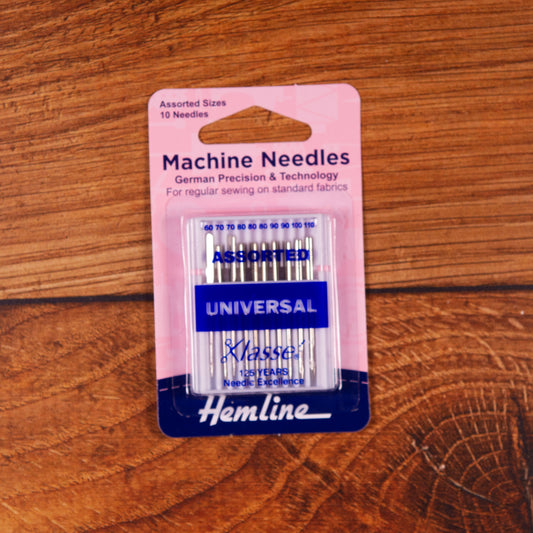 Assorted Sizes
10 Needles
Machine Needles
German Precision & Technology
For regular sewing on standard fabrics
60 70 70 80 80 80 90 90 100 110
ASSORTED
UNIVERSAL
Klassé
125 YEARS
Needle Excellence
Hemline